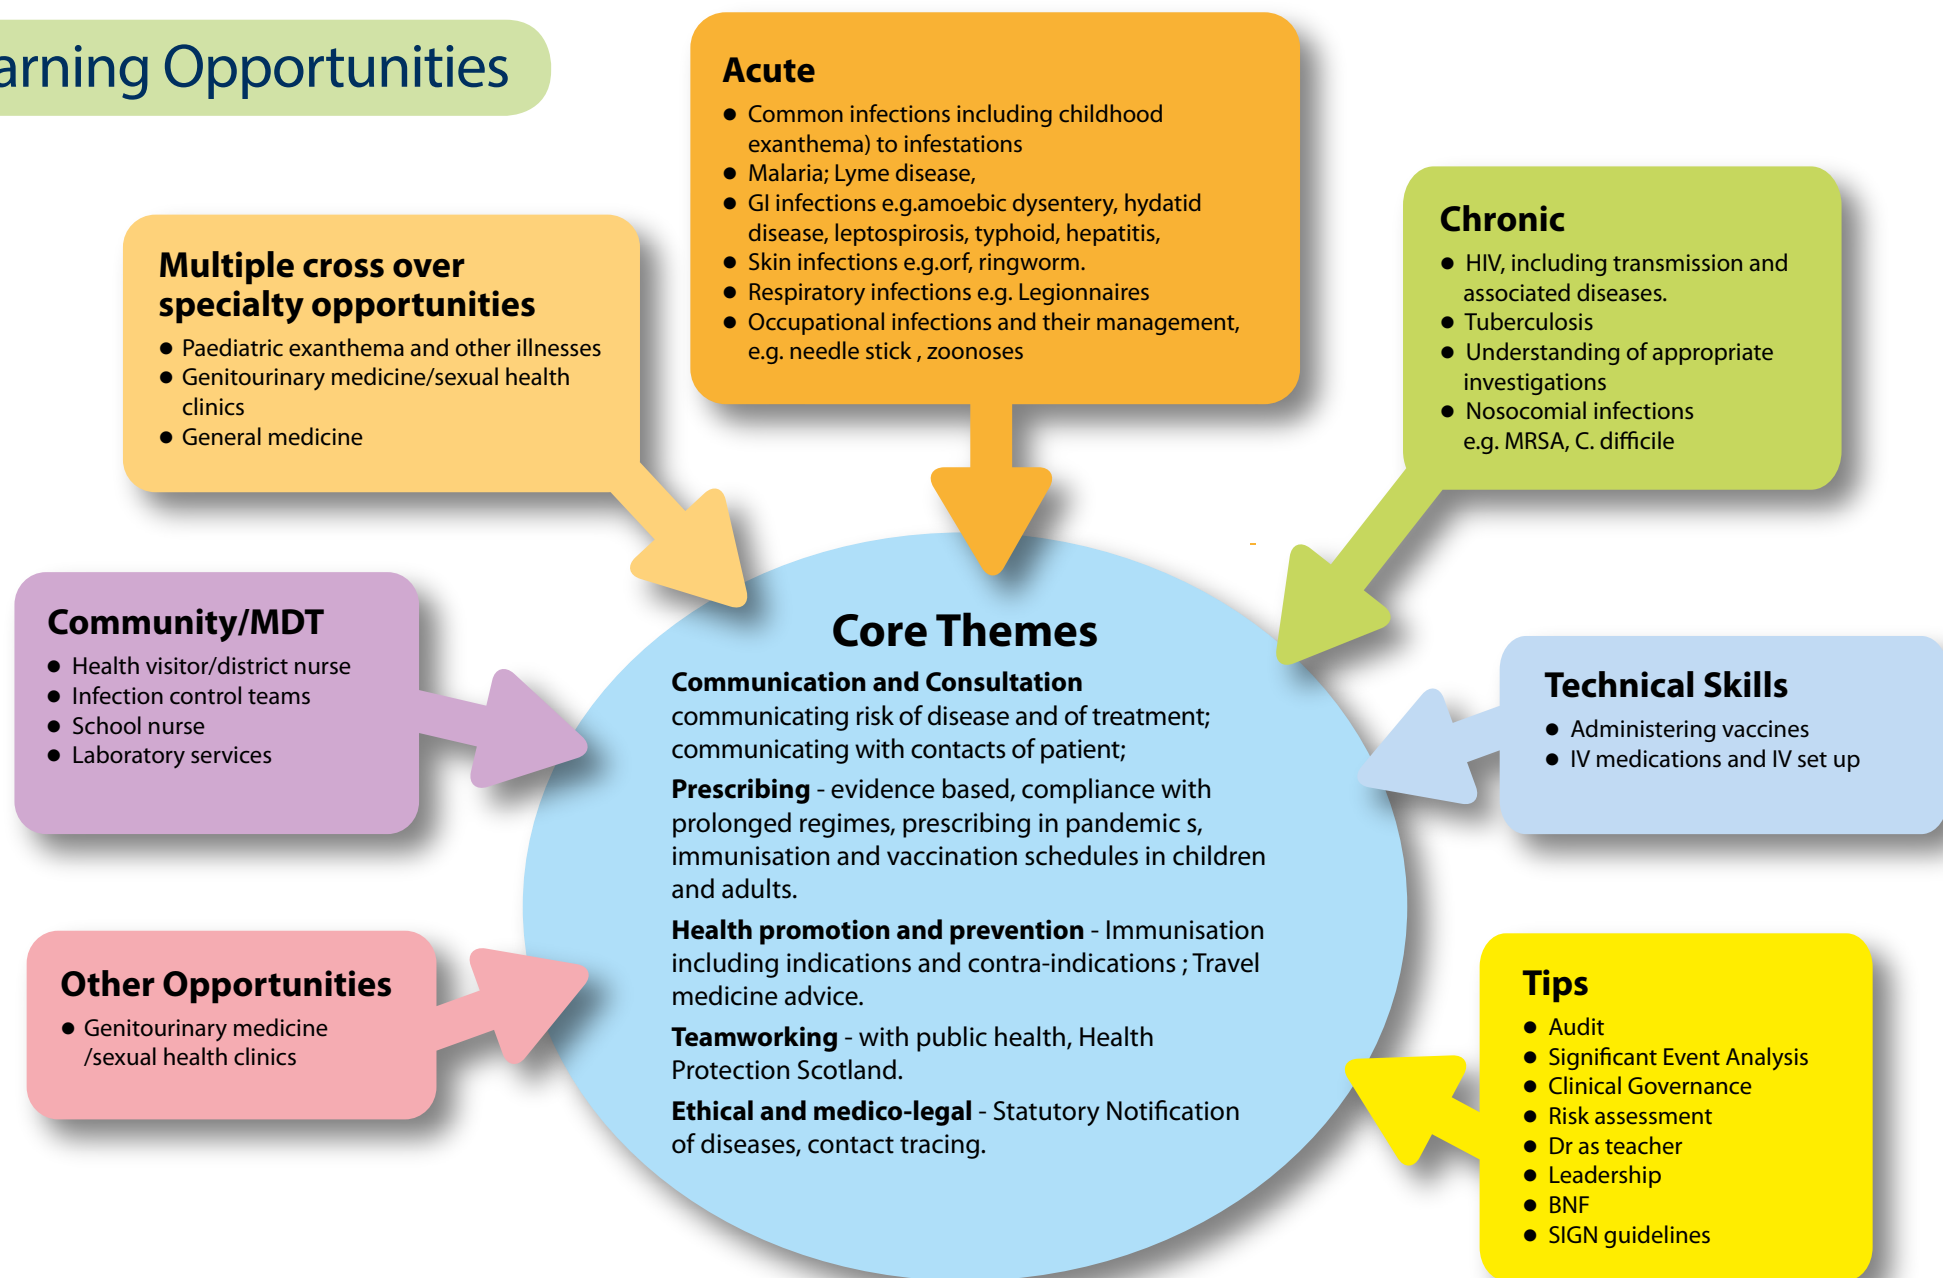 arning Opportunities
Acute
● Common infections including childhood
exanthema) to infestations
● Malaria; Lyme disease,
● GI infections e.g.amoebic dysentery, hydatid
disease, leptospirosis, typhoid, hepatitis,
● Skin infections e.g.orf, ringworm.
● Respiratory infections e.g. Legionnaires
● Occupational infections and their management,
e.g. needle stick , zoonoses
Multiple cross over
specialty opportunities
● Paediatric exanthema and other illnesses
● Genitourinary medicine/sexual health
clinics
● General medicine
Chronic
● HIV, including transmission and
associated diseases.
● Tuberculosis
● Understanding of appropriate
investigations
● Nosocomial infections
e.g. MRSA, C. difficile
Community/MDT
● Health visitor/district nurse
● Infection control teams
● School nurse
● Laboratory services
Core Themes
Communication and Consultation
communicating risk of disease and of treatment;
communicating with contacts of patient;
Prescribing - evidence based, compliance with
prolonged regimes, prescribing in pandemic s,
immunisation and vaccination schedules in children
and adults.
Health promotion and prevention - Immunisation
including indications and contra-indications ; Travel
medicine advice.
Teamworking - with public health, Health
Protection Scotland.
Ethical and medico-legal - Statutory Notification
of diseases, contact tracing.
Technical Skills
● Administering vaccines
● IV medications and IV set up
Other Opportunities
● Genitourinary medicine
/sexual health clinics
Tips
● Audit
● Significant Event Analysis
● Clinical Governance
● Risk assessment
● Dr as teacher
● Leadership
● BNF
● SIGN guidelines